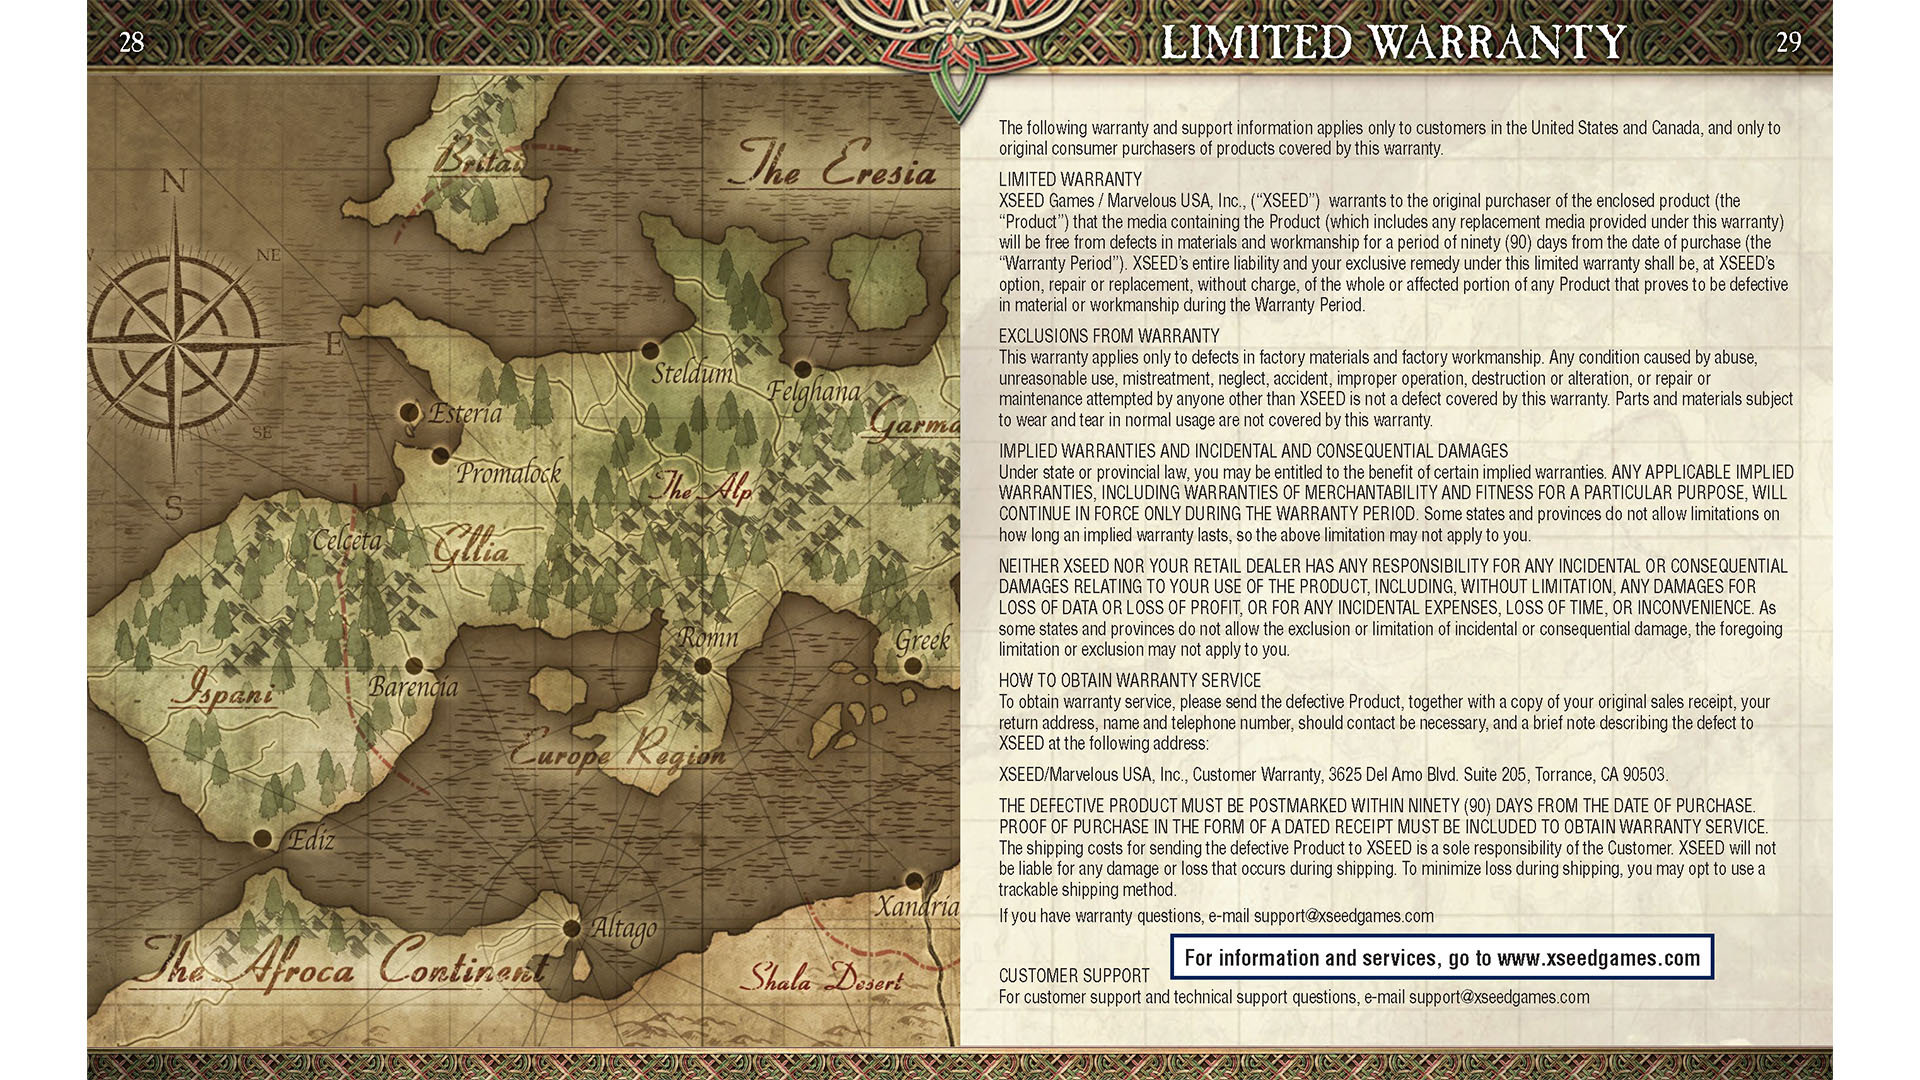 28
LIMITED WARRANTY
29
Britai
The Eresia
N
NE
E
SE
S
Steldum
Felghana
Esteria
Garma
Promalock
The Alp
Celceta
Gllia
Romn
Greek
Ispani
Barencia
Europe Region
Ediz
Xandria
Altago
The Afroca Continent
Shala Desert
The following warranty and support information applies only to customers in the United States and Canada, and only to
original consumer purchasers of products covered by this warranty.
LIMITED WARRANTY
XSEED Games / Marvelous USA, Inc., (“XSEED”)  warrants to the original purchaser of the enclosed product (the
“Product”) that the media containing the Product (which includes any replacement media provided under this warranty)
will be free from defects in materials and workmanship for a period of ninety (90) days from the date of purchase (the
“Warranty Period”). XSEED’s entire liability and your exclusive remedy under this limited warranty shall be, at XSEED’s
option, repair or replacement, without charge, of the whole or affected portion of any Product that proves to be defective
in material or workmanship during the Warranty Period.
EXCLUSIONS FROM WARRANTY
This warranty applies only to defects in factory materials and factory workmanship. Any condition caused by abuse,
unreasonable use, mistreatment, neglect, accident, improper operation, destruction or alteration, or repair or
maintenance attempted by anyone other than XSEED is not a defect covered by this warranty. Parts and materials subject
to wear and tear in normal usage are not covered by this warranty.
IMPLIED WARRANTIES AND INCIDENTAL AND CONSEQUENTIAL DAMAGES
Under state or provincial law, you may be entitled to the benefit of certain implied warranties. ANY APPLICABLE IMPLIED
WARRANTIES, INCLUDING WARRANTIES OF MERCHANTABILITY AND FITNESS FOR A PARTICULAR PURPOSE, WILL
CONTINUE IN FORCE ONLY DURING THE WARRANTY PERIOD. Some states and provinces do not allow limitations on
how long an implied warranty lasts, so the above limitation may not apply to you.
NEITHER XSEED NOR YOUR RETAIL DEALER HAS ANY RESPONSIBILITY FOR ANY INCIDENTAL OR CONSEQUENTIAL
DAMAGES RELATING TO YOUR USE OF THE PRODUCT, INCLUDING, WITHOUT LIMITATION, ANY DAMAGES FOR
LOSS OF DATA OR LOSS OF PROFIT, OR FOR ANY INCIDENTAL EXPENSES, LOSS OF TIME, OR INCONVENIENCE. As
some states and provinces do not allow the exclusion or limitation of incidental or consequential damage, the foregoing
limitation or exclusion may not apply to you.
HOW TO OBTAIN WARRANTY SERVICE
To obtain warranty service, please send the defective Product, together with a copy of your original sales receipt, your
return address, name and telephone number, should contact be necessary, and a brief note describing the defect to
XSEED at the following address:
XSEED/Marvelous USA, Inc., Customer Warranty, 3625 Del Amo Blvd. Suite 205, Torrance, CA 90503.
THE DEFECTIVE PRODUCT MUST BE POSTMARKED WITHIN NINETY (90) DAYS FROM THE DATE OF PURCHASE.
PROOF OF PURCHASE IN THE FORM OF A DATED RECEIPT MUST BE INCLUDED TO OBTAIN WARRANTY SERVICE.
The shipping costs for sending the defective Product to XSEED is a sole responsibility of the Customer. XSEED will not
be liable for any damage or loss that occurs during shipping. To minimize loss during shipping, you may opt to use a
trackable shipping method.
If you have warranty questions, e-mail support@xseedgames.com
For information and services, go to www.xseedgames.com
CUSTOMER SUPPORT
For customer support and technical support questions, e-mail support@xseedgames.com